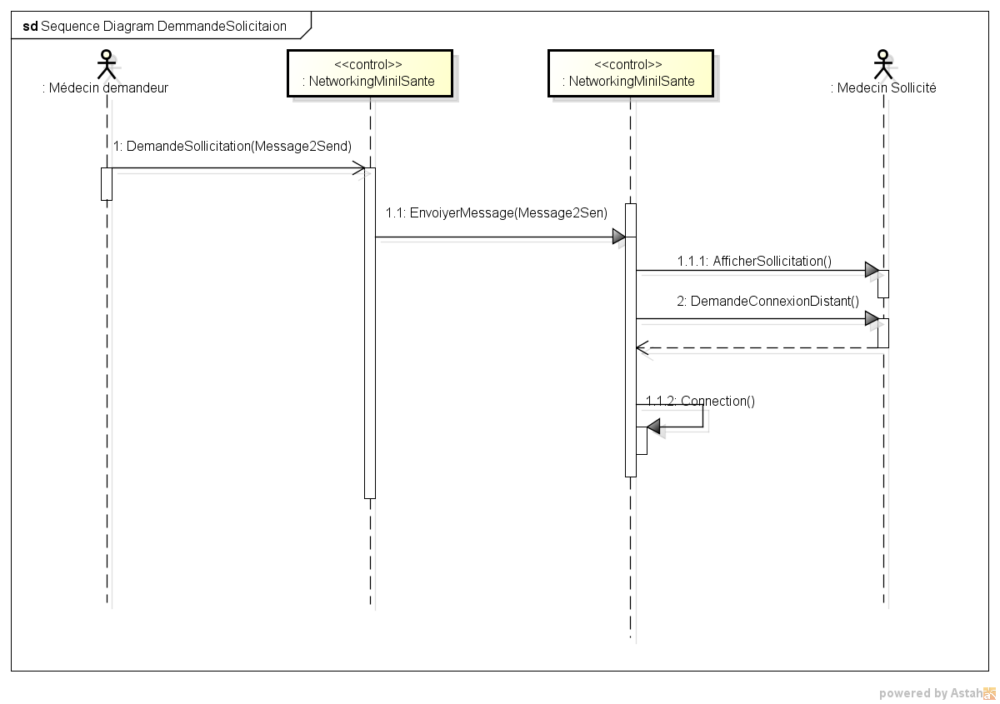 sd Sequence Diagram DemmandeSolicitaion
: Médecin demandeur
<<control>>
: NetworkingMinilSante
<<control>>
: NetworkingMinilSante
: Medecin Sollicité
1: DemandeSollicitation(Message2Send)
1.1: EnvoiyerMessage(Message2Sen)
1.1.1: AfficherSollicitation()
2: DemandeConnexionDistant()
1.1.2: Connection()
powered by Astah